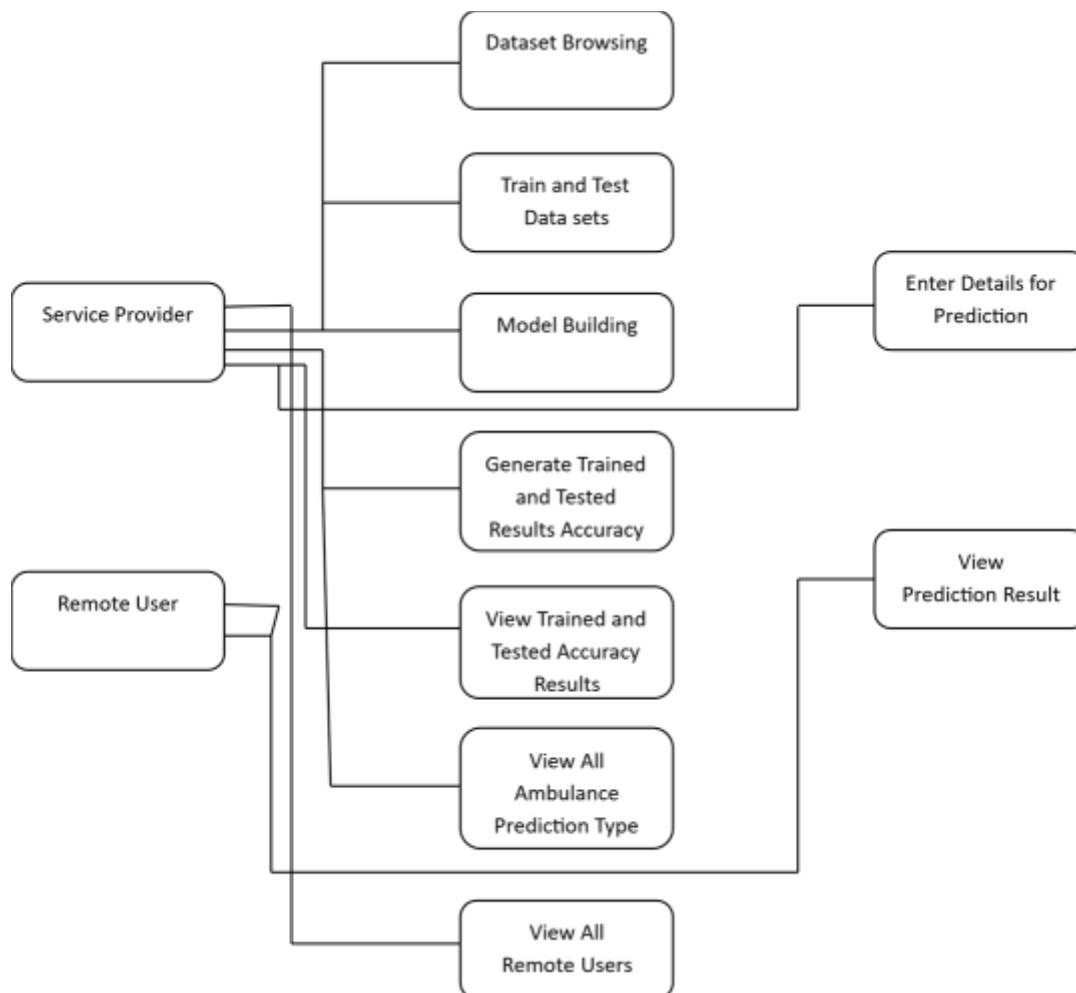 Dataset Browsing
Train and Test
Data sets
Service Provider
Enter Details for
Prediction
Model Building
Generate Trained
and Tested
Results Accuracy
View
Prediction Result
Remote User
View Trained and
Tested Accuracy
Results
View All
Ambulance
Prediction Type
View All
Remote Users